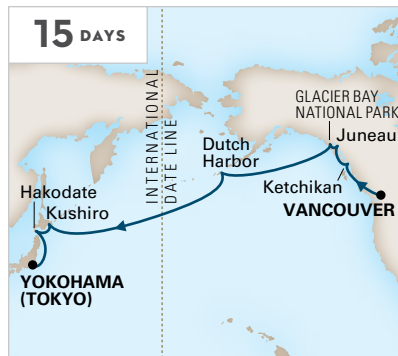 15 DAYS
GLACIER BAY
NATIONAL PARK
Juneau
INTERNATIONAL
DATE LINE
Dutch
Harbor
Ketchikan
VANCOUVER
Hakodate
Kushiro
YOKOHAMA
(TOKYO)